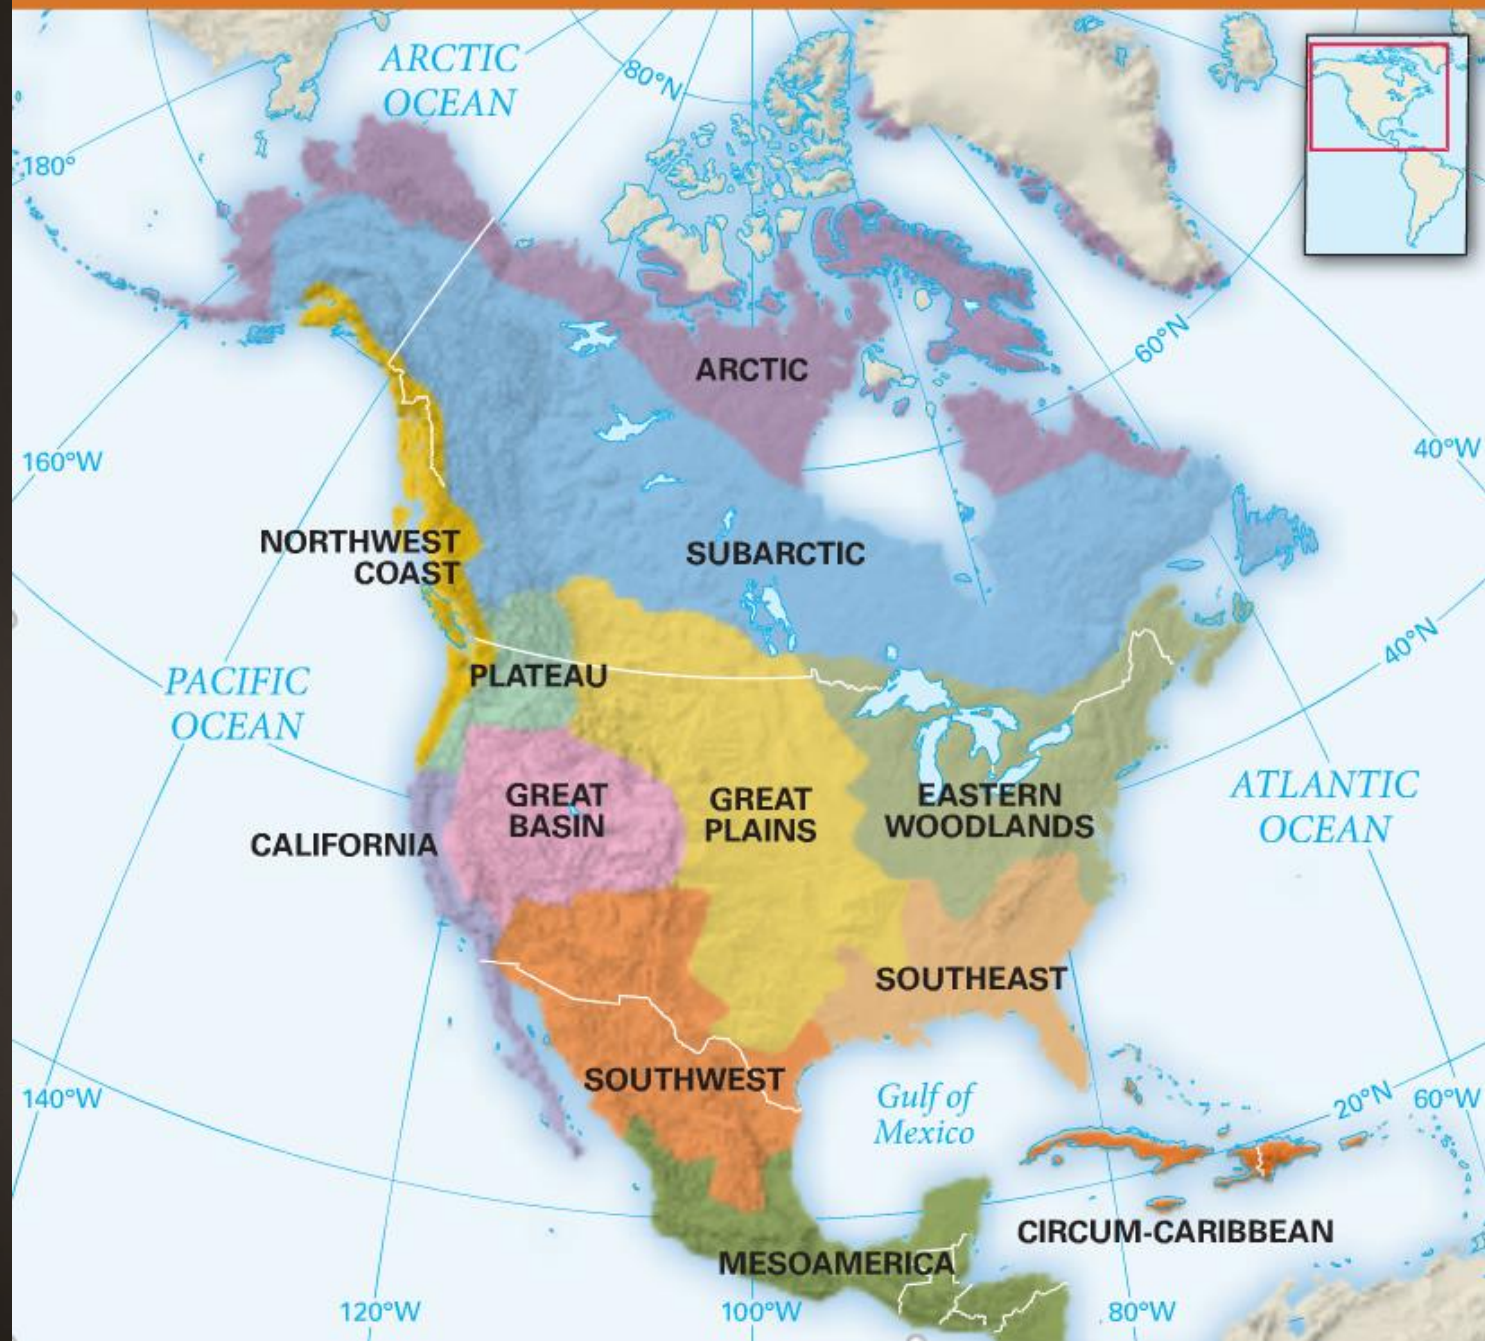 ARCTIC
OCEAN
80°N
180°
ARCTIC
60°N
160°W
40°W
NORTHWEST
COAST
SUBARCTIC
40°N
PACIFIC
OCEAN
PLATEAU
GREAT
BASIN
GREAT
PLAINS
EASTERN
WOODLANDS
ATLANTIC
OCEAN
CALIFORNIA
SOUTHEAST
SOUTHWEST
Gulf of
Mexico
140°W
20°N
60°W
CIRCUM-CARIBBEAN
MESOAMERICA
120°W
100°W
80°W